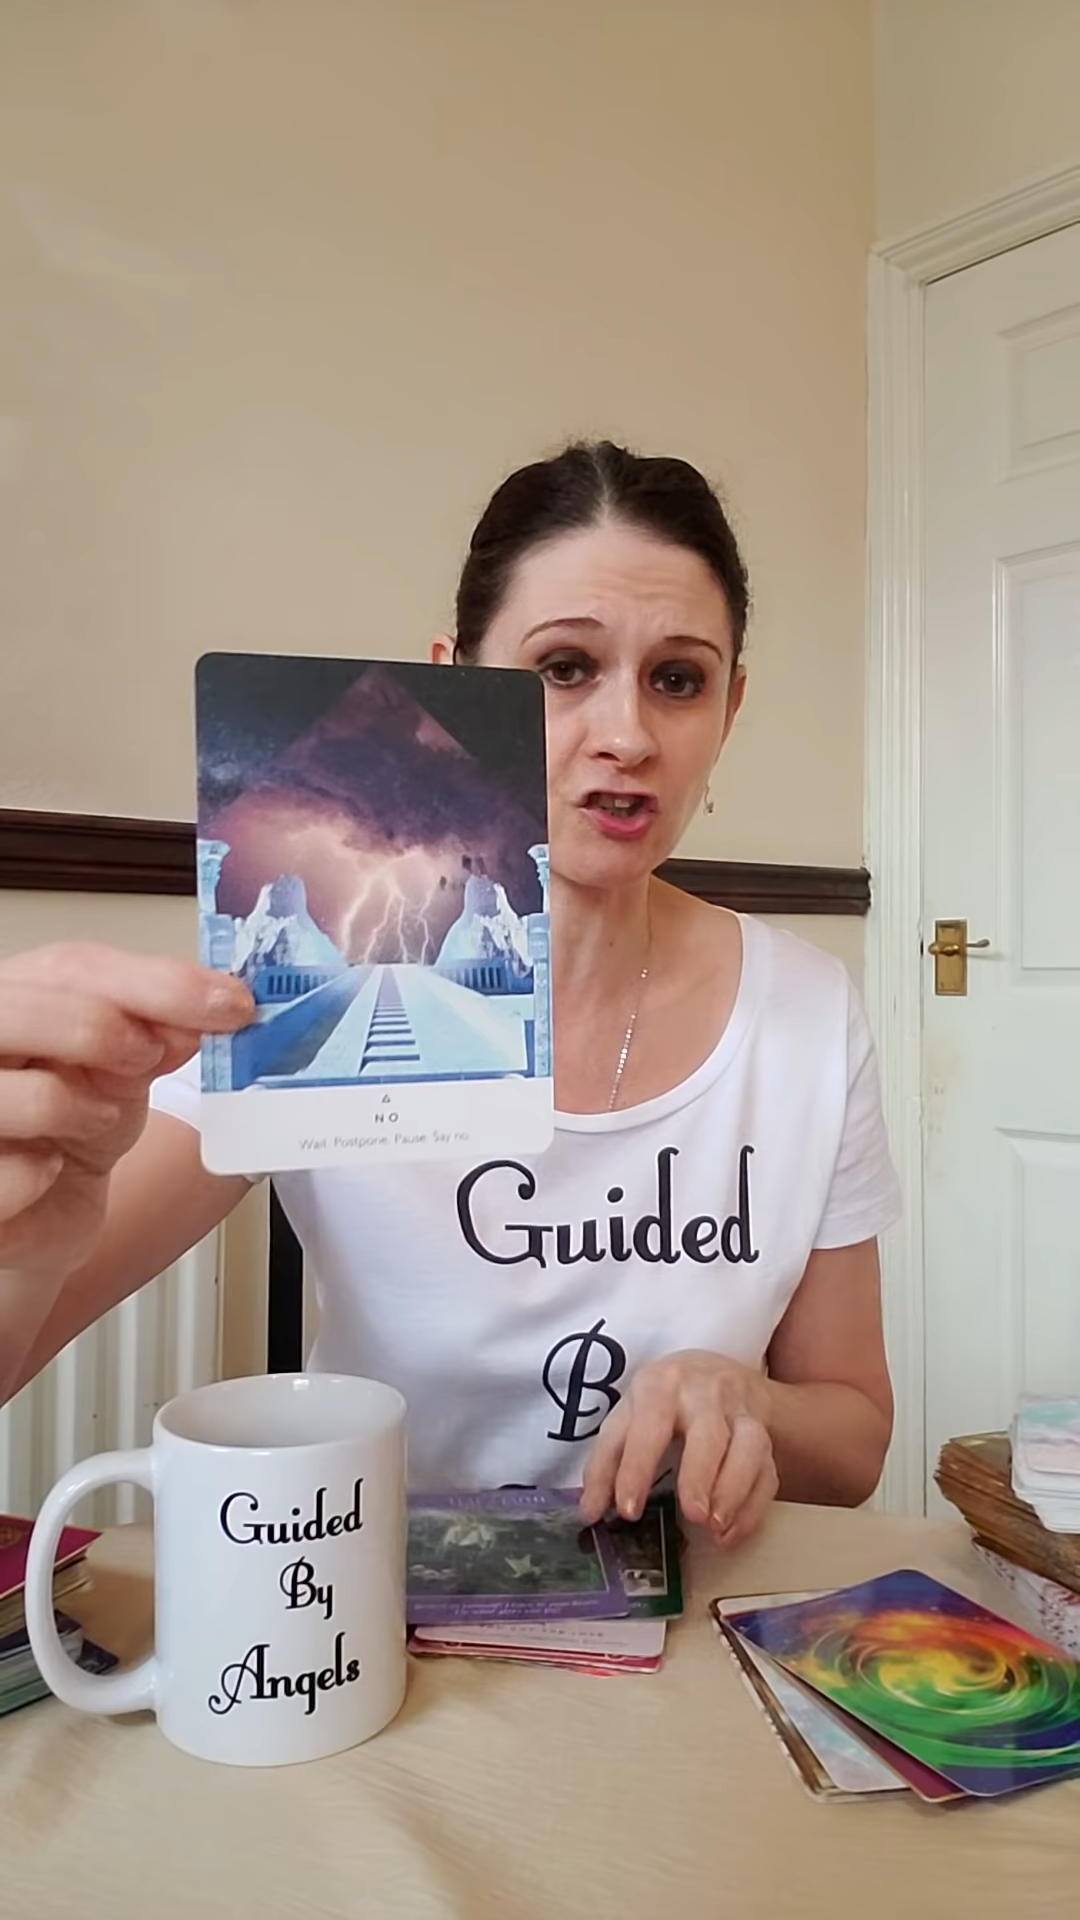 NO
Wait. Postpone. Pause. Say no.
Guided
B
Guided
By
Angels